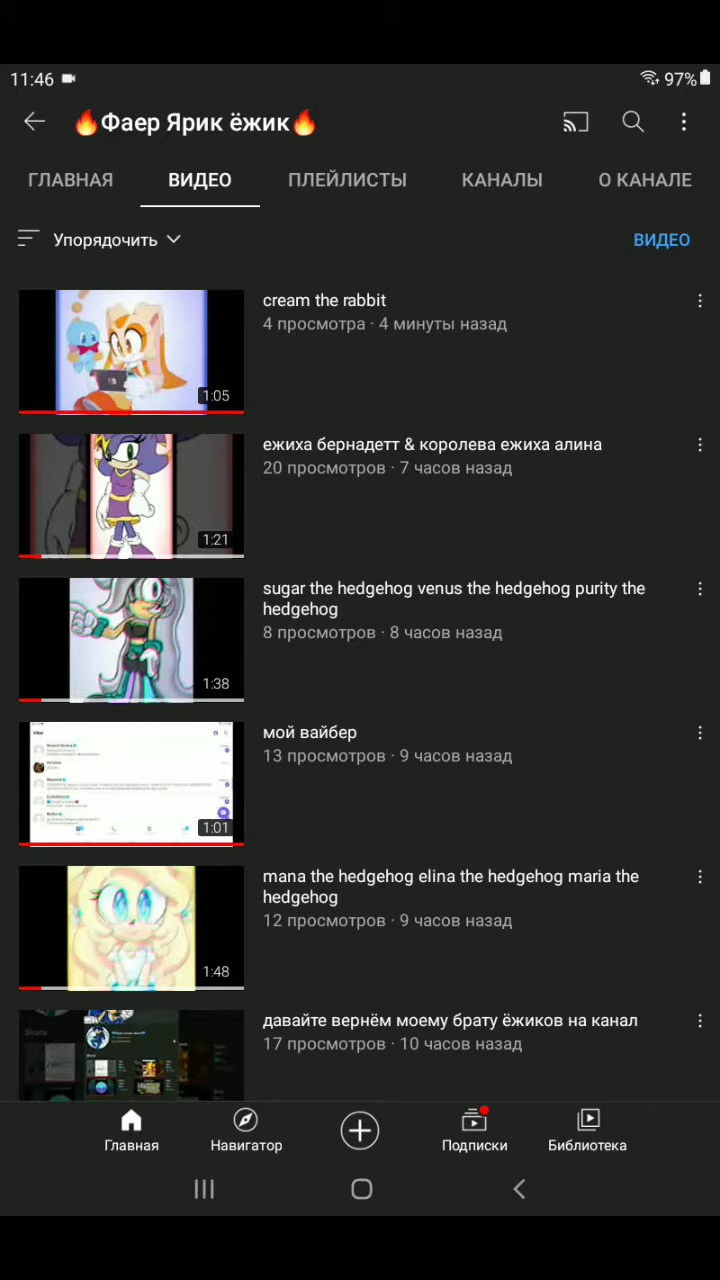 11:46 97%
🔥Фаер Ярик ёжик🔥
ГЛАВНАЯ ВИДЕО ПЛЕЙЛИСТЫ КАНАЛЫ О КАНАЛЕ
Упорядочить ВИДЕО
cream the rabbit
4 просмотра · 4 минуты назад
1:05
ежиха бернадетт & королева ежиха алина
20 просмотров · 7 часов назад
1:21
sugar the hedgehog venus the hedgehog purity the
hedgehog
8 просмотров · 8 часов назад
1:38
мой вайбер
13 просмотров · 9 часов назад
Viber
1:01
mana the hedgehog elina the hedgehog maria the
hedgehog
12 просмотров · 9 часов назад
1:48
давайте вернём моему брату ёжиков на канал
17 просмотров · 10 часов назад
Shorts
Главная Навигатор Подписки Библиотека